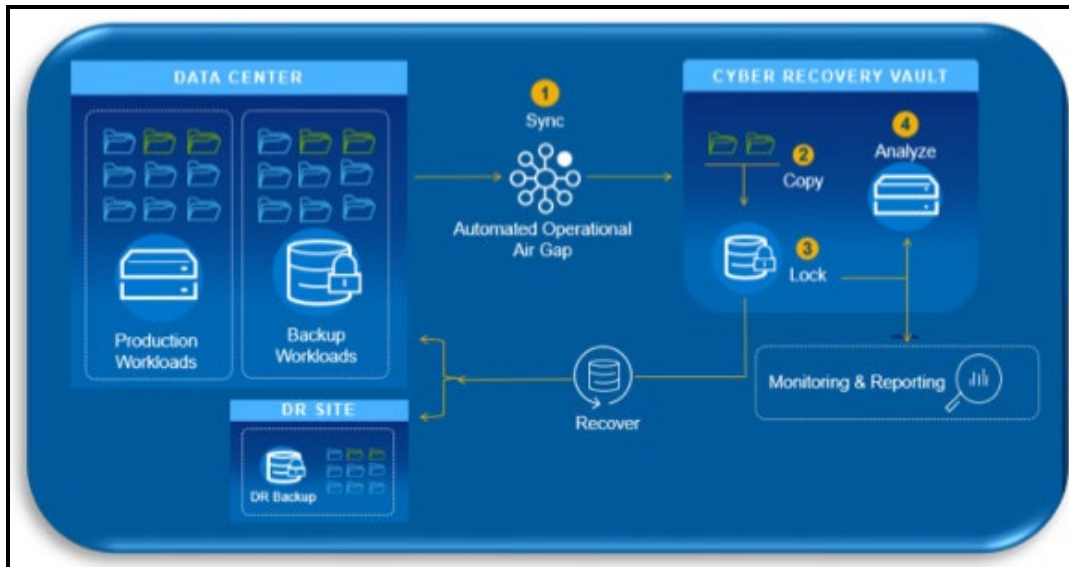 DATA CENTER
Production
Workloads
Backup
Workloads
1
Sync
Automated Operational
Air Gap
CYBER RECOVERY VAULT
2
Copy
3
Lock
4
Analyze
Monitoring & Reporting
Recover
DR SITE
DR Backup